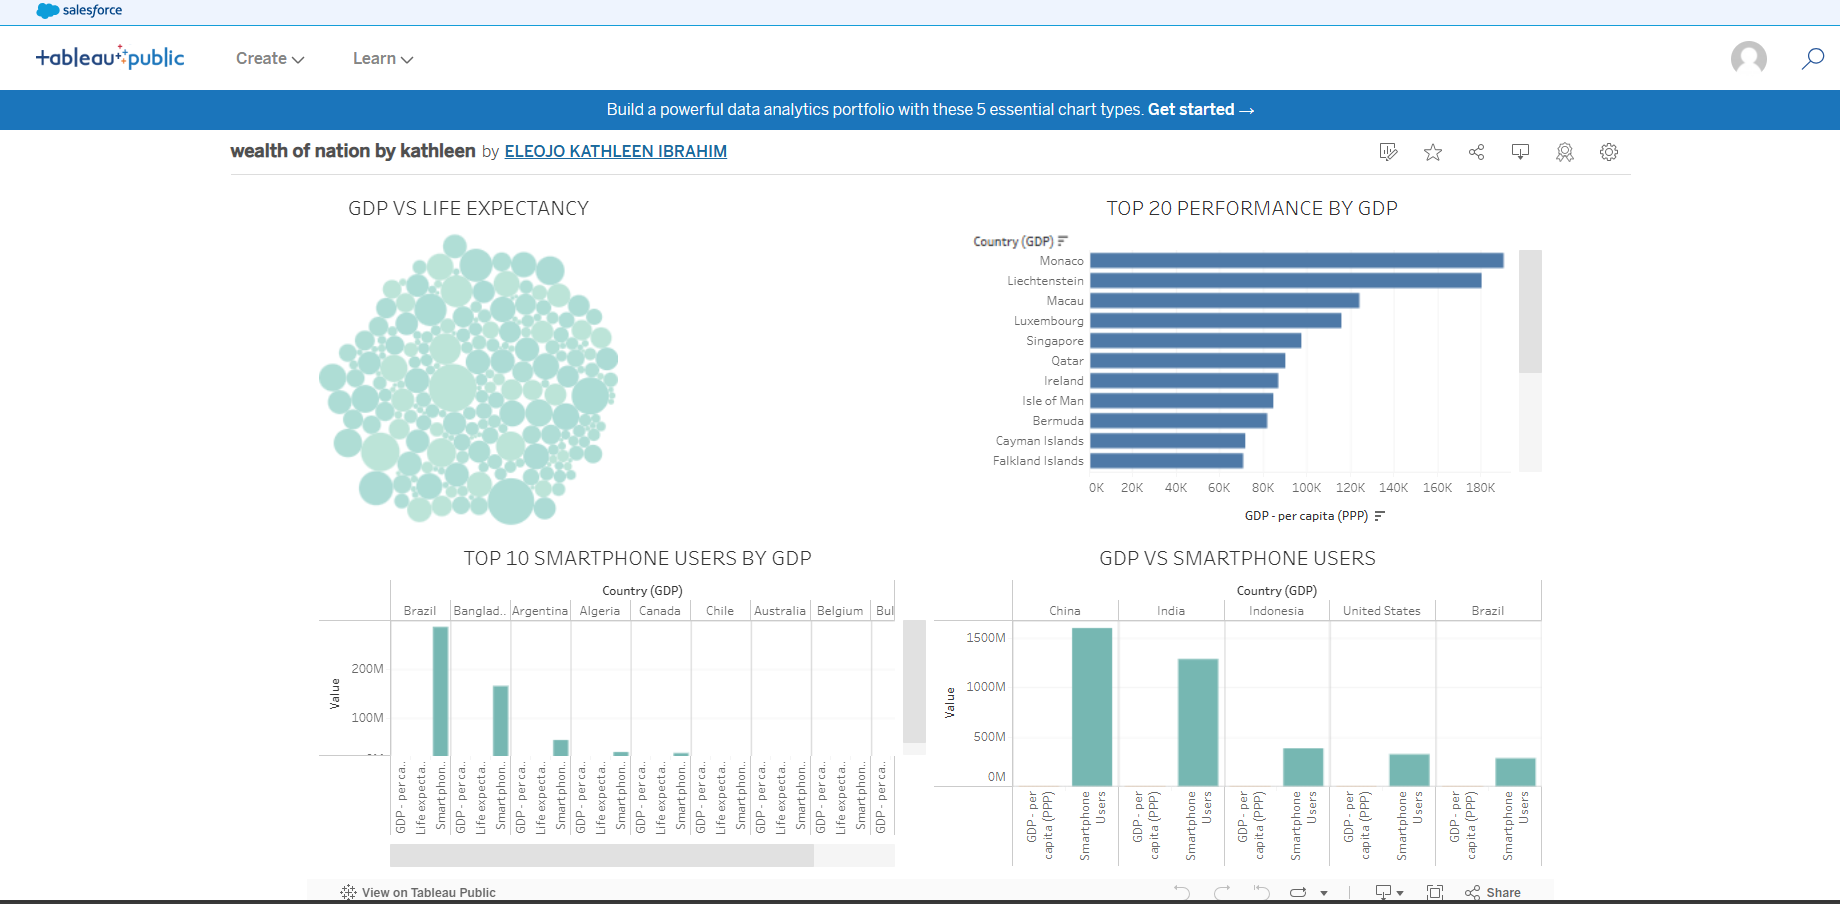 salesforce
tableau public
Create
Learn
Build a powerful data analytics portfolio with these 5 essential chart types. Get started →
wealth of nation by kathleen by ELEOJO KATHLEEN IBRAHIM
GDP VS LIFE EXPECTANCY
TOP 20 PERFORMANCE BY GDP
Country (GDP)
Monaco
Liechtenstein
Macau
Luxembourg
Singapore
Qatar
Ireland
Isle of Man
Bermuda
Cayman Islands
Falkland Islands
0K 20K 40K 60K 80K 100K 120K 140K 160K 180K
GDP - per capita (PPP)
TOP 10 SMARTPHONE USERS BY GDP
Country (GDP)
Brazil Banglad.. Argentina Algeria Canada Chile Australia Belgium Bul
Value
200M
100M
GDP - per ca..
Life expecta..
Smartphon..
GDP - per ca..
Life expecta..
Smartphon..
GDP - per ca..
Life expecta..
Smartphon..
GDP - per ca..
Life expecta..
Smartphon..
GDP - per ca..
Life expecta..
Smartphon..
GDP - per ca..
Life expecta..
Smartphon..
GDP - per ca..
Life expecta..
Smartphon..
GDP - per ca..
Life expecta..
Smartphon..
GDP - per ca..
GDP VS SMARTPHONE USERS
Country (GDP)
China India Indonesia United States Brazil
Value
1500M
1000M
500M
0M
GDP - per
capita (PPP)
Smartphone
Users
GDP - per
capita (PPP)
Smartphone
Users
GDP - per
capita (PPP)
Smartphone
Users
GDP - per
capita (PPP)
Smartphone
Users
GDP - per
capita (PPP)
Smartphone
Users
View on Tableau Public
Share